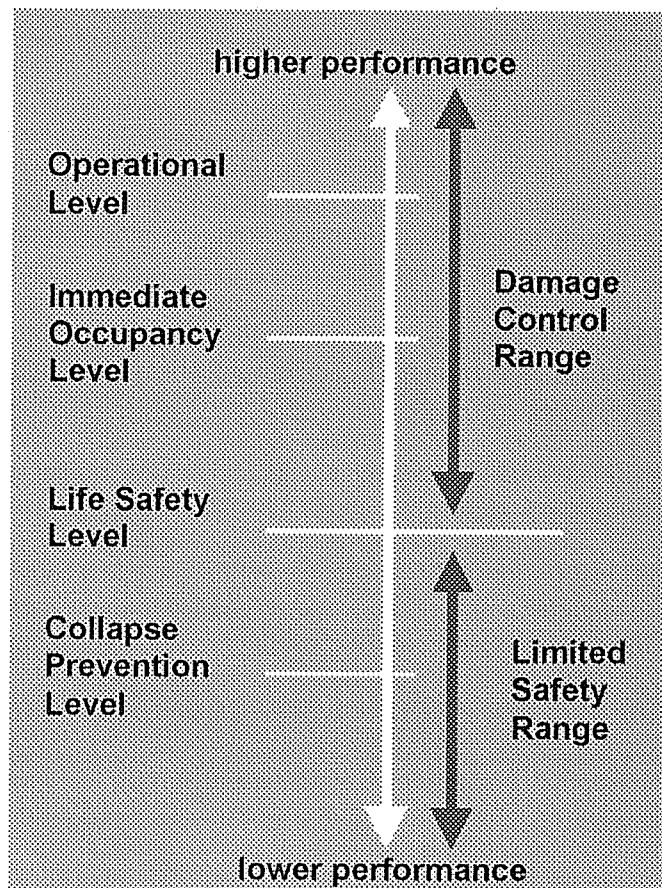 higher performance
Operational
Level
Immediate
Occupancy
Level
Damage
Control
Range
Life Safety
Level
Collapse
Prevention
Level
Limited
Safety
Range
lower performance